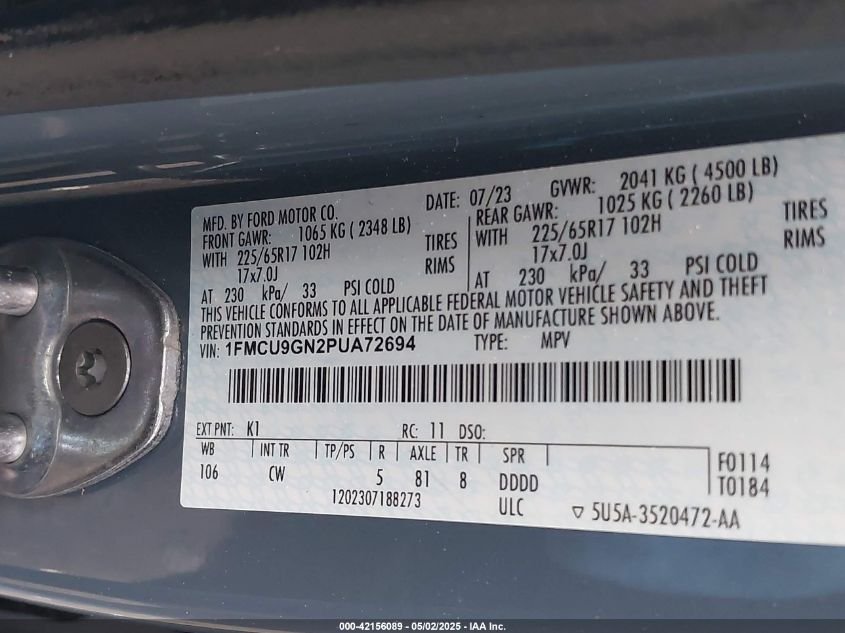 MFD. BY FORD MOTOR CO. DATE: 07/23 GVWR: 2041 KG ( 4500 LB)
FRONT GAWR: 1065 KG ( 2348 LB) REAR GAWR: 1025 KG ( 2260 LB)
WITH 225/65R17 102H TIRES WITH 225/65R17 102H TIRES
17x7.0J RIMS 17x7.0J RIMS
AT 230 kPa/ 33 PSI COLD AT 230 kPa/ 33 PSI COLD
THIS VEHICLE CONFORMS TO ALL APPLICABLE FEDERAL MOTOR VEHICLE SAFETY AND THEFT
PREVENTION STANDARDS IN EFFECT ON THE DATE OF MANUFACTURE SHOWN ABOVE.
VIN: 1FMCU9GN2PUA72694 TYPE: MPV
EXT PNT: K1 RC: 11 DSO:
WB INT TR TP/PS R AXLE TR SPR F0114
106 CW 5 81 8 DDDD T0184
1202307188273 ULC ▽ 5U5A-3520472-AA
000-42156089 - 05/02/2025 - IAA Inc.